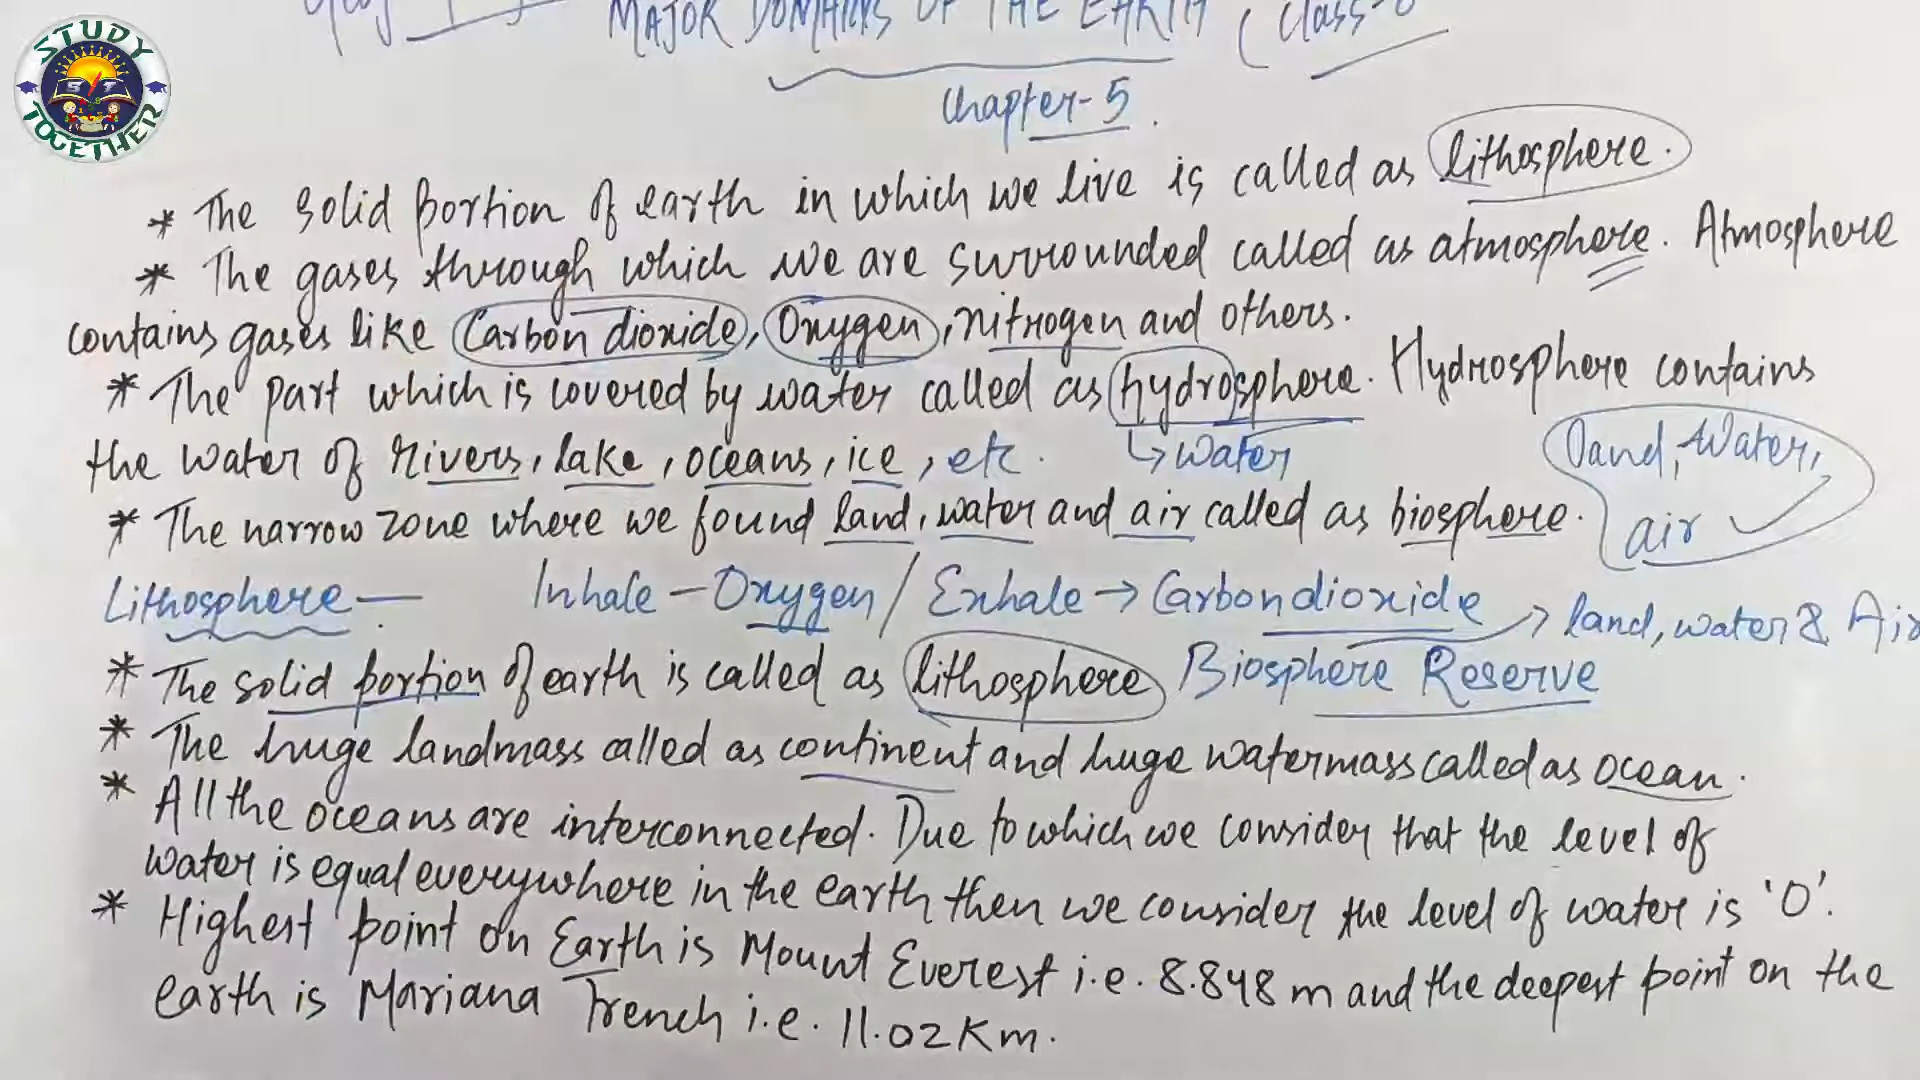 STUDY
ST
TOGETHER
MAJOR DOMAINS OF THE EARTH (Class-6
Chapter-5.
* The solid portion of earth in which we live is called as lithosphere.
* The gases through which we are surrounded called as atmosphere. Atmosphere
contains gases like Carbon dioxide, Oxygen, nitrogen and others.
* The part which is covered by water called as hydrosphere. Hydrosphere contains
the water of rivers, lake, oceans, ice, etc. ↳ water
land, water,
air
* The narrow zone where we found land, water and air called as biosphere.
Lithosphere — Inhale - Oxygen / Exhale → Carbondioxide → land, water & Air
* The solid portion of earth is called as lithosphere Biosphere Reserve
* The huge landmass called as continent and huge watermass called as ocean.
* All the oceans are interconnected. Due to which we consider that the level of
water is equal everywhere in the earth then we consider the level of water is '0'.
* Highest point on Earth is Mount Everest i.e. 8.848 m and the deepest point on the
earth is Mariana Trench i.e. 11.02 Km.